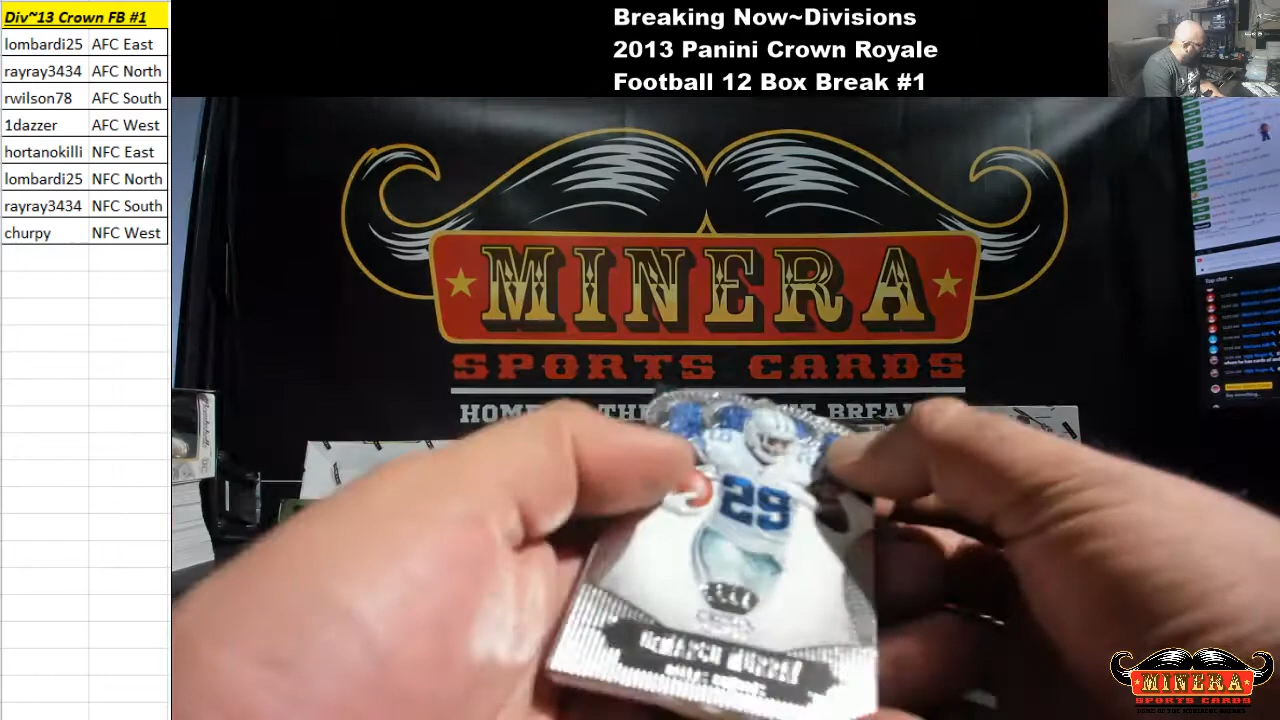 Div~13 Crown FB #1
lombardi25 AFC East
rayray3434 AFC North
rwilson78 AFC South
1dazzer AFC West
hortanokilli NFC East
lombardi25 NFC North
rayray3434 NFC South
churpy NFC West
Breaking Now~Divisions
2013 Panini Crown Royale
Football 12 Box Break #1
MINERA
SPORTS CARDS
29
DEMARCO MURRAY
MINERA
SPORTS CARDS